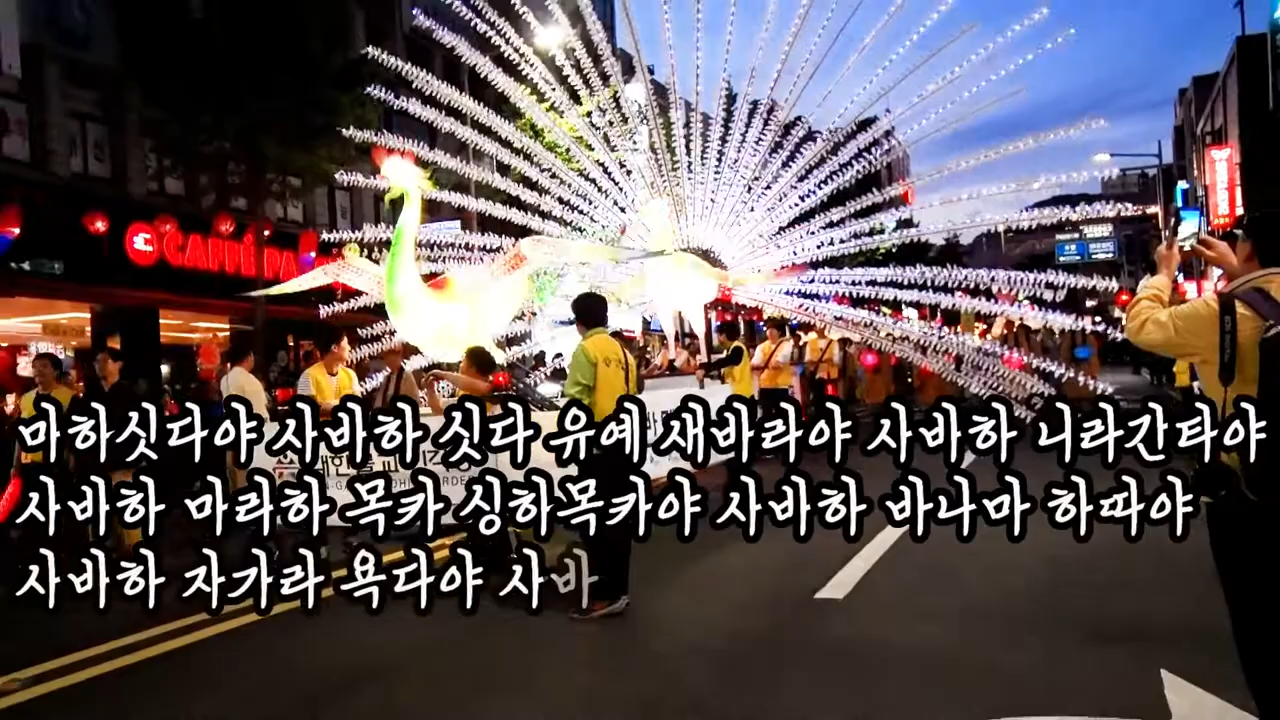 CAFFÉ PA
마하싯다야 사바하 싯다 유예 새바라야 사바하 니라간타야
사바하 마라하 목카 싱하목카야 사바하 바나마 하따야
사바하 자가라 욕다야 사바